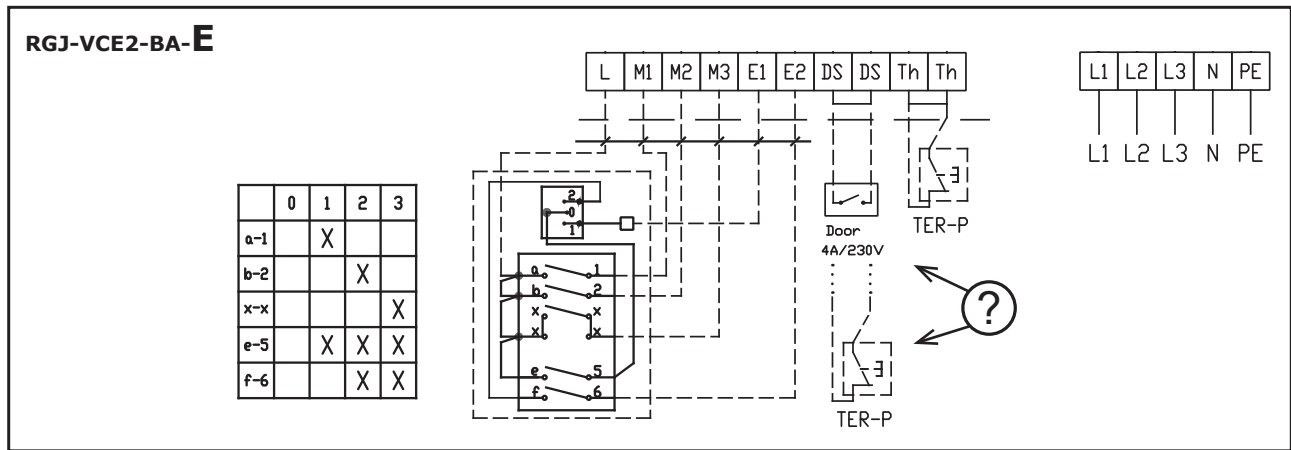 RGJ-VCE2-BA-E
L M1 M2 M3 E1 E2 DS DS Th Th
L1 L2 L3 N PE
L1 L2 L3 N PE
0 1 2 3
a-1 X
b-2 X
x-x X
e-5 X X X
f-6 X X
2
0
1
a 1
b 2
x x
x x
e 5
f 6
Door
4A/230V
TER-P
?
TER-P